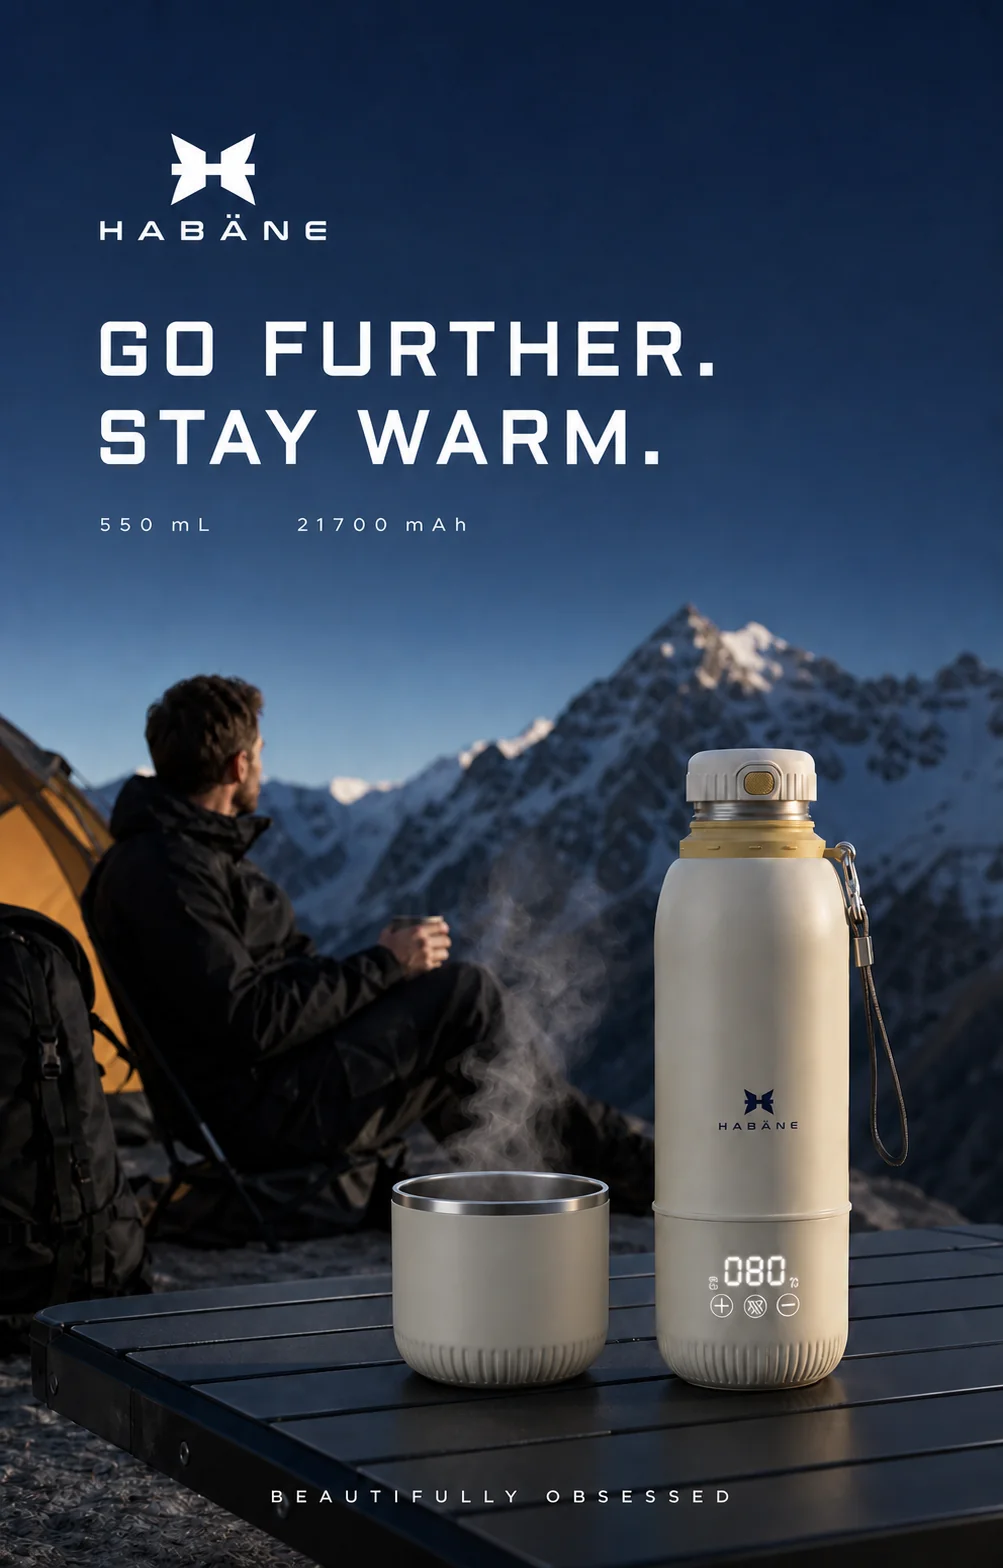 HABÄNE
GO FURTHER.
STAY WARM.
550 mL 21700 mAh
HABÄNE
080
BEAUTIFULLY OBSESSED